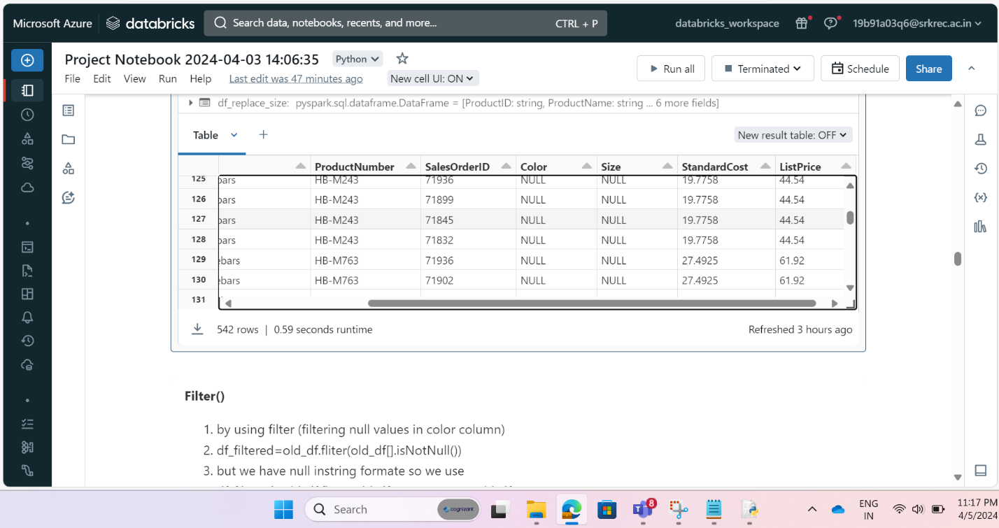 Microsoft Azure databricks Search data, notebooks, recents, and more... CTRL + P databricks_workspace 19b91a03q6@srkrec.ac.in
Project Notebook 2024-04-03 14:06:35 Python
File Edit View Run Help Last edit was 47 minutes ago New cell UI: ON Run all Terminated Schedule Share
df_replace_size: pyspark.sql.dataframe.DataFrame = [ProductID: string, ProductName: string ... 6 more fields]
Table + New result table: OFF
ProductNumber SalesOrderID Color Size StandardCost ListPrice
125 bars HB-M243 71936 NULL NULL 19.7758 44.54
126 bars HB-M243 71899 NULL NULL 19.7758 44.54
127 bars HB-M243 71845 NULL NULL 19.7758 44.54
128 bars HB-M243 71832 NULL NULL 19.7758 44.54
129 ebars HB-M763 71936 NULL NULL 27.4925 61.92
130 ebars HB-M763 71902 NULL NULL 27.4925 61.92
131
542 rows | 0.59 seconds runtime Refreshed 3 hours ago
Filter()
1. by using filter (filtering null values in color column)
2. df_filtered=old_df.fliter(old_df[].isNotNull())
3. but we have null instring formate so we use
Search cognizant 8 ENG 11:17 PM
IN 4/5/2024